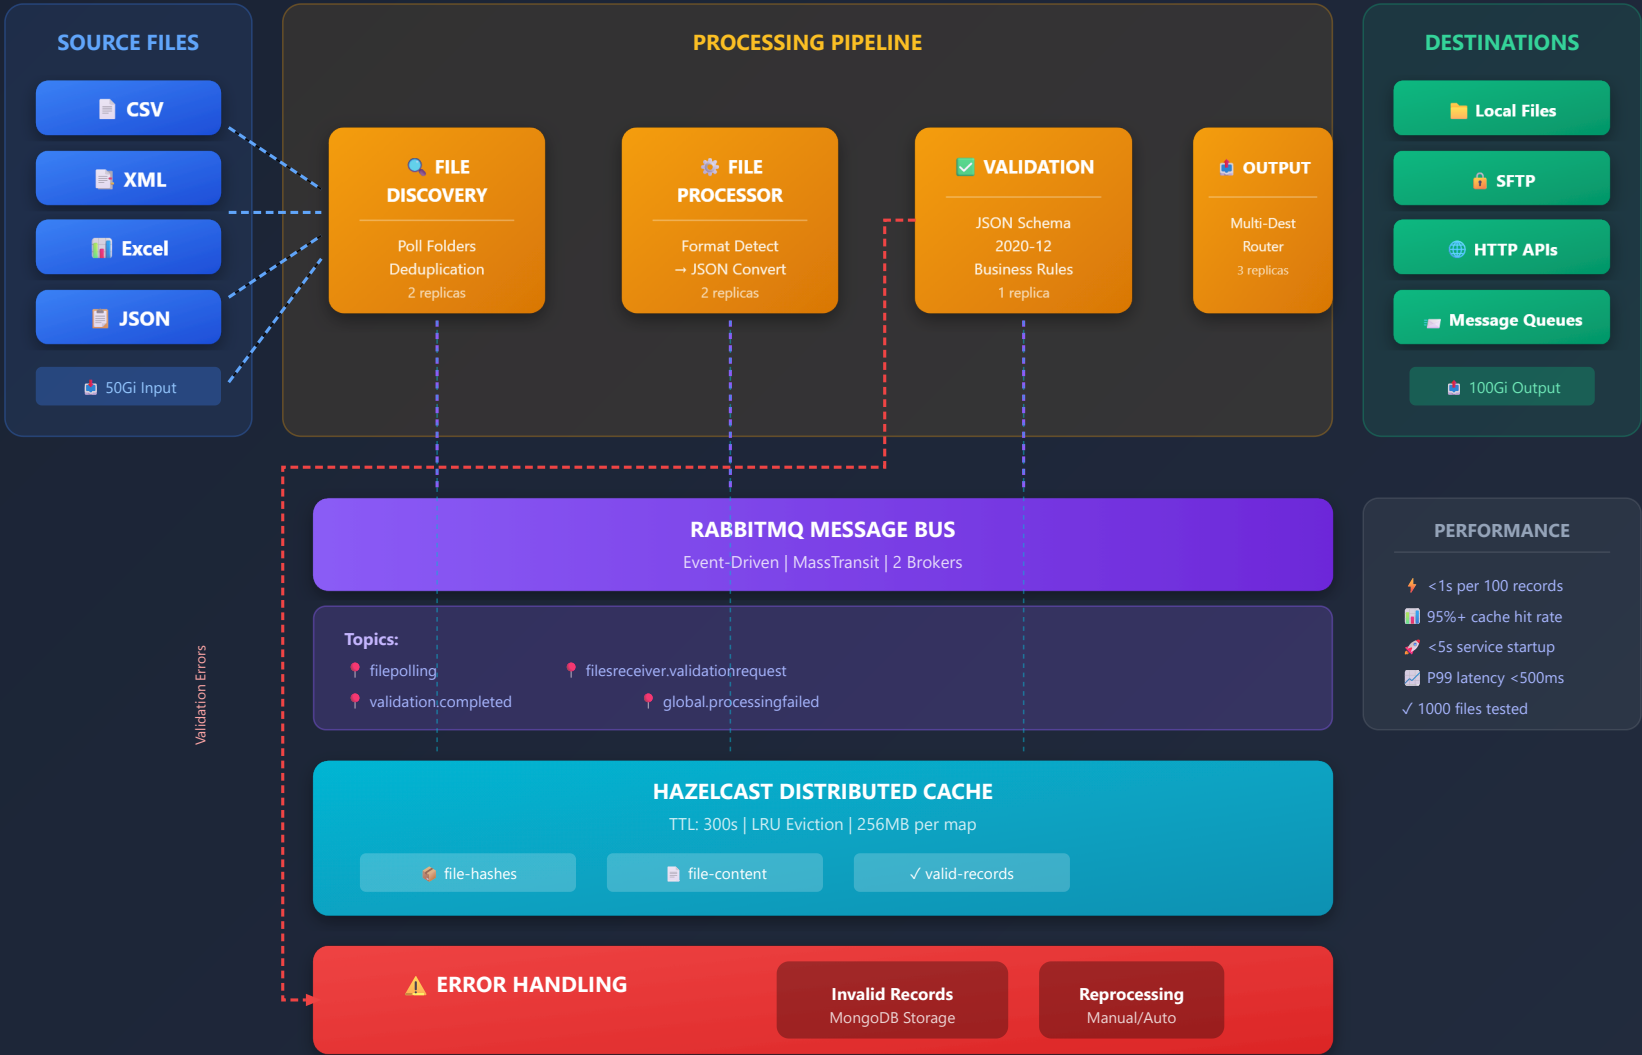 SOURCE FILES
CSV
XML
Excel
JSON
50Gi Input
PROCESSING PIPELINE
FILE
DISCOVERY
Poll Folders
Deduplication
2 replicas
FILE
PROCESSOR
Format Detect
→ JSON Convert
2 replicas
VALIDATION
JSON Schema
2020-12
Business Rules
1 replica
OUTPUT
Multi-Dest
Router
3 replicas
DESTINATIONS
Local Files
SFTP
HTTP APIs
Message Queues
100Gi Output
RABBITMQ MESSAGE BUS
Event-Driven | MassTransit | 2 Brokers
Topics:
filepolling
filesreceiver.validationrequest
validation.completed
global.processingfailed
PERFORMANCE
<1s per 100 records
95%+ cache hit rate
<5s service startup
P99 latency <500ms
✓ 1000 files tested
Validation Errors
HAZELCAST DISTRIBUTED CACHE
TTL: 300s | LRU Eviction | 256MB per map
file-hashes
file-content
✓ valid-records
ERROR HANDLING
Invalid Records
MongoDB Storage
Reprocessing
Manual/Auto